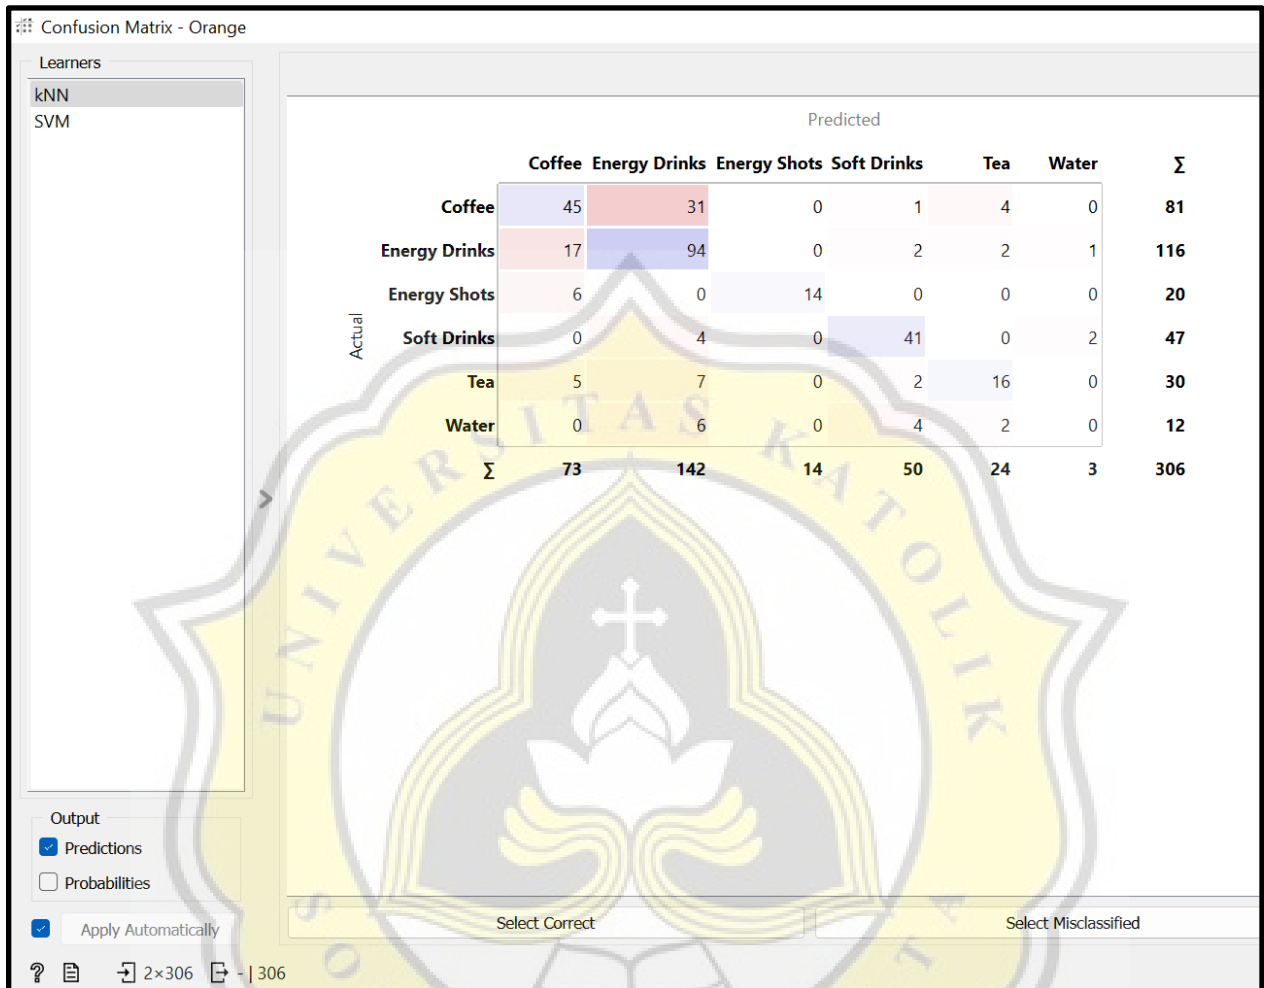 Confusion Matrix - Orange
Learners
kNN
SVM
Predicted
Coffee Energy Drinks Energy Shots Soft Drinks Tea Water Σ
Coffee 45 31 0 1 4 0 81
Energy Drinks 17 94 0 2 2 1 116
Energy Shots 6 0 14 0 0 0 20
Soft Drinks 0 4 0 41 0 2 47
Tea 5 7 0 2 16 0 30
Water 0 6 0 4 2 0 12
Σ 73 142 14 50 24 3 306
Actual
UNIVERSITAS KATOLIK
Output
Predictions
Probabilities
Apply Automatically
Select Correct
Select Misclassified
? 2×306 - | 306